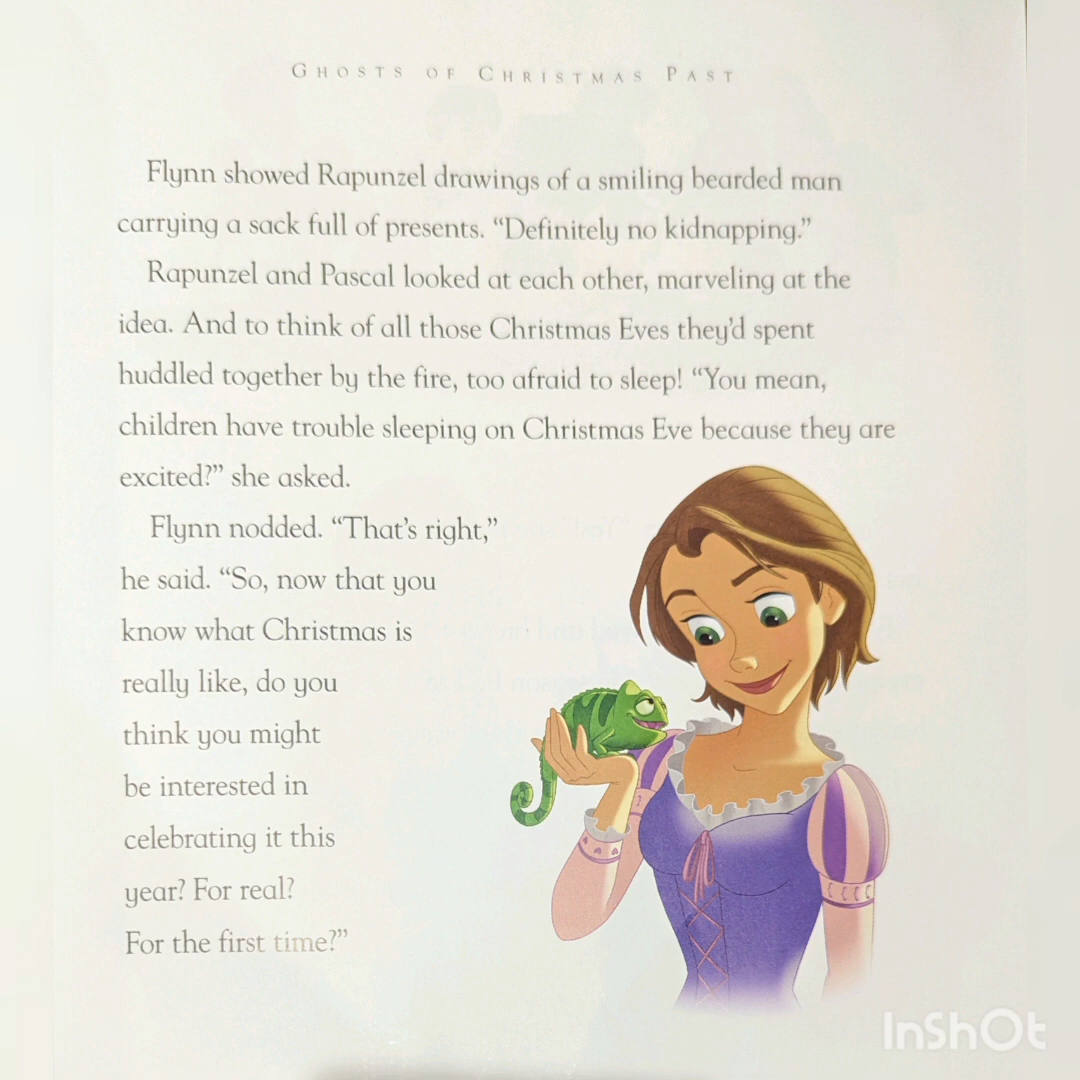 GHOSTS OF CHRISTMAS PAST
Flynn showed Rapunzel drawings of a smiling bearded man
carrying a sack full of presents. “Definitely no kidnapping.”
Rapunzel and Pascal looked at each other, marveling at the
idea. And to think of all those Christmas Eves they’d spent
huddled together by the fire, too afraid to sleep! “You mean,
children have trouble sleeping on Christmas Eve because they are
excited?” she asked.
Flynn nodded. “That’s right,”
he said. “So, now that you
know what Christmas is
really like, do you
think you might
be interested in
celebrating it this
year? For real?
For the first time?”
InShOt